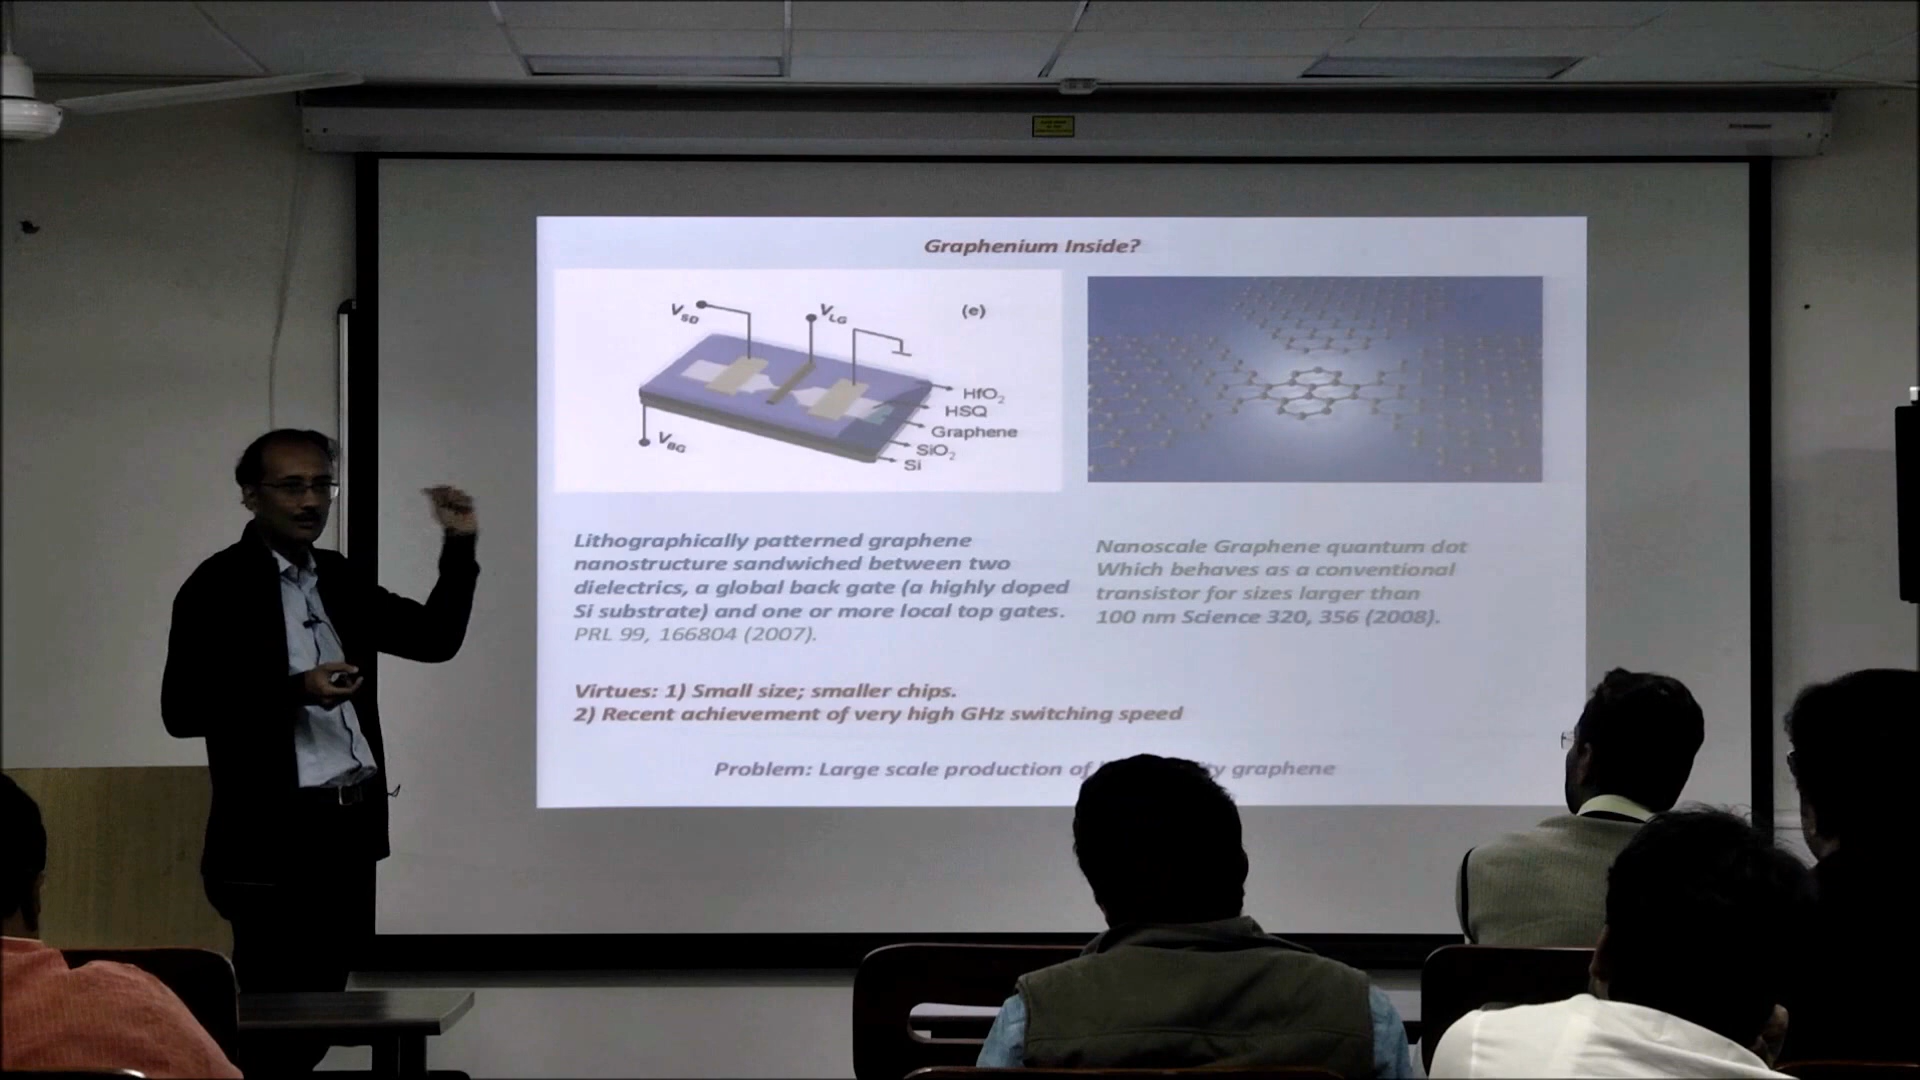 Graphenium Inside?
V_SD
V_LG
(e)
HfO2
HSQ
Graphene
SiO2
Si
V_BG
Lithographically patterned graphene
nanostructure sandwiched between two
dielectrics, a global back gate (a highly doped
Si substrate) and one or more local top gates.
PRL 99, 166804 (2007).
Nanoscale Graphene quantum dot
Which behaves as a conventional
transistor for sizes larger than
100 nm Science 320, 356 (2008).
Virtues: 1) Small size; smaller chips.
2) Recent achievement of very high GHz switching speed
Problem: Large scale production of graphene